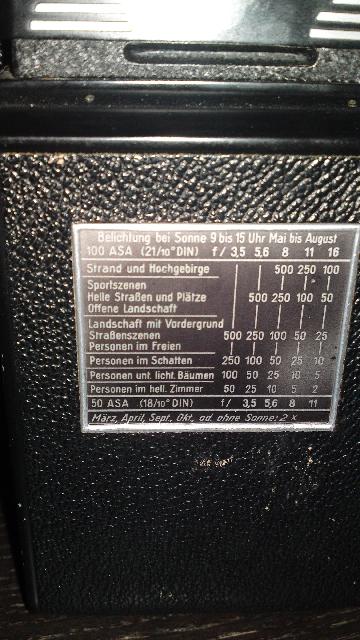 Belichtung bei Sonne 9 bis 15 Uhr Mai bis August
100 ASA (21/10° DIN) f/ 3,5 5,6 8 11 16
Strand und Hochgebirge 500 250 100
Sportszenen
Helle Straßen und Plätze 500 250 100 50
Offene Landschaft
Landschaft mit Vordergrund
Straßenszenen 500 250 100 50 25
Personen im Freien
Personen im Schatten 250 100 50 25 10
Personen unt. licht. Bäumen 100 50 25 10 5
Personen im hell. Zimmer 50 25 10 5 2
50 ASA (18/10° DIN) f/ 3,5 5,6 8 11
März, April, Sept. Okt. od. ohne Sonne: 2 x